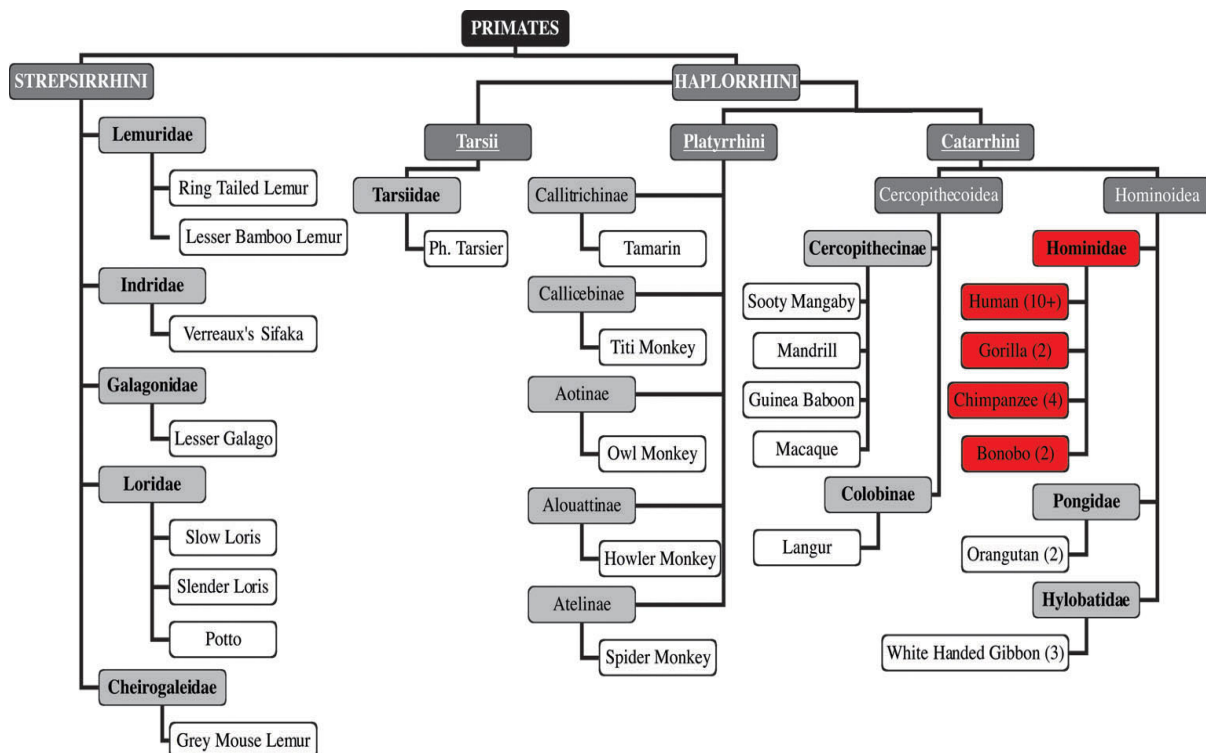 PRIMATES
STREPSIRRHINI
HAPLORRHINI
Lemuridae
Ring Tailed Lemur
Lesser Bamboo Lemur
Indridae
Verreaux's Sifaka
Galagonidae
Lesser Galago
Loridae
Slow Loris
Slender Loris
Potto
Cheirogaleidae
Grey Mouse Lemur
Tarsii
Tarsiidae
Ph. Tarsier
Platyrrhini
Callitrichinae
Tamarin
Callicebinae
Titi Monkey
Aotinae
Owl Monkey
Alouattinae
Howler Monkey
Atelinae
Spider Monkey
Catarrhini
Cercopithecoidea
Cercopithecinae
Sooty Mangaby
Mandrill
Guinea Baboon
Macaque
Colobinae
Langur
Hominoidea
Hominidae
Human (10+)
Gorilla (2)
Chimpanzee (4)
Bonobo (2)
Pongidae
Orangutan (2)
Hylobatidae
White Handed Gibbon (3)